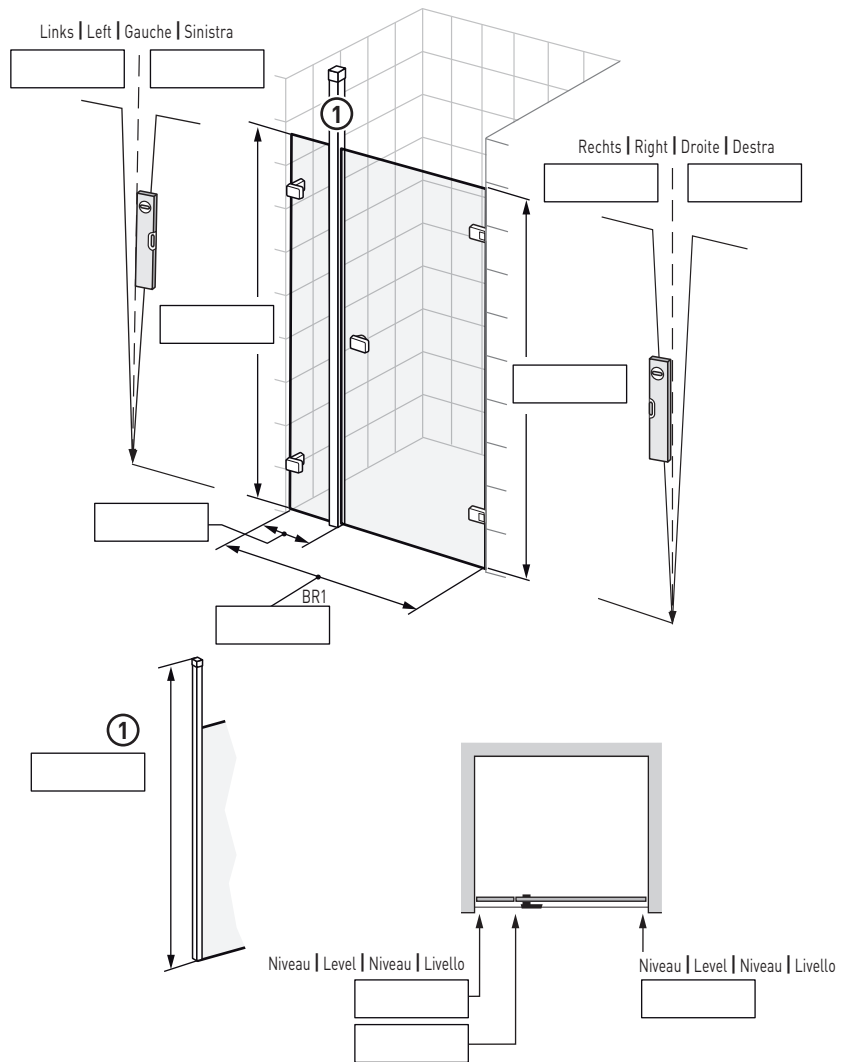 Links | Left | Gauche | Sinistra
1
Rechts | Right | Droite | Destra
BR1
1
Niveau | Level | Niveau | Livello
Niveau | Level | Niveau | Livello